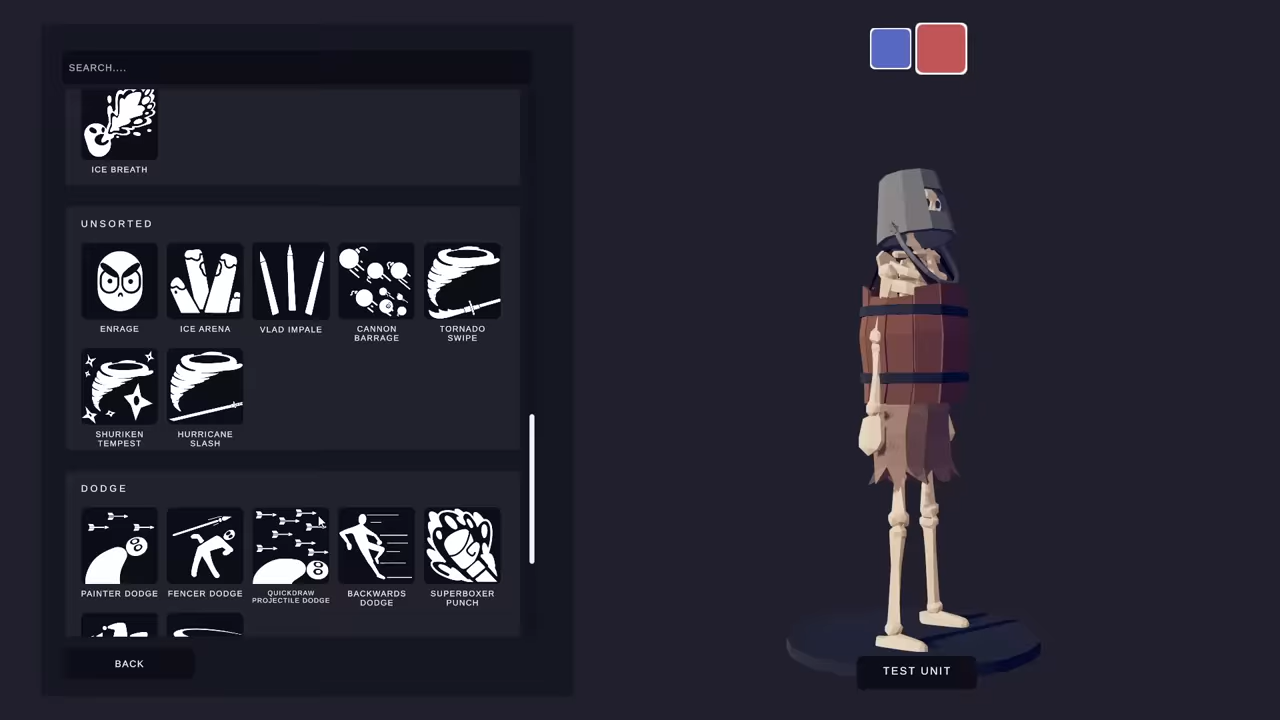 SEARCH....
ICE BREATH
UNSORTED
ENRAGE
ICE ARENA
VLAD IMPALE
CANNON
BARRAGE
TORNADO
SWIPE
SHURIKEN
TEMPEST
HURRICANE
SLASH
DODGE
PAINTER DODGE
FENCER DODGE
QUICKDRAW
PROJECTILE DODGE
BACKWARDS
DODGE
SUPERBOXER
PUNCH
BACK
TEST UNIT